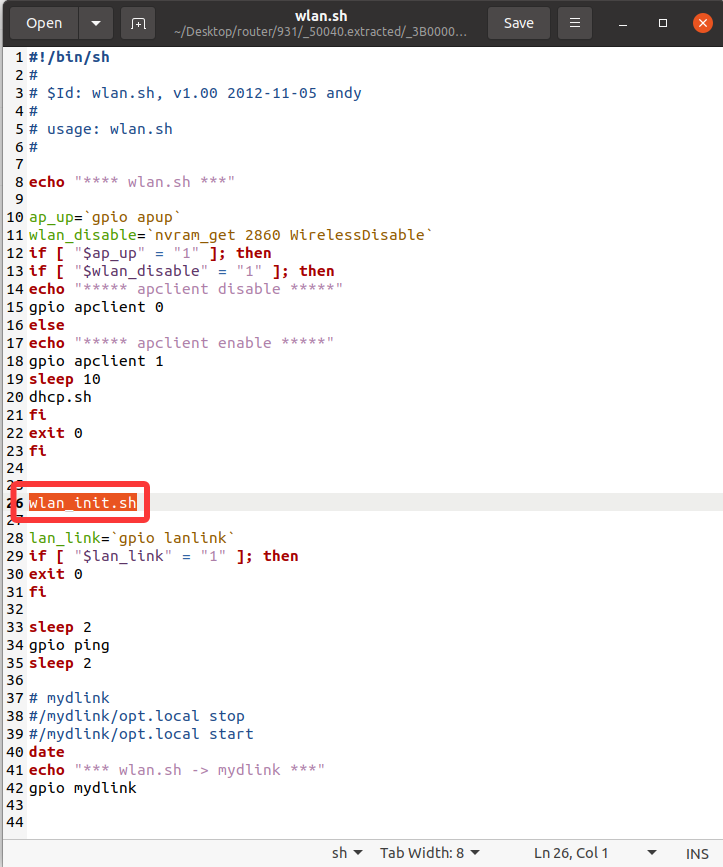 Open
wlan.sh
~/Desktop/router/931/_50040.extracted/_3B0000...
Save
1 #!/bin/sh
2 #
3 # $Id: wlan.sh, v1.00 2012-11-05 andy
4 #
5 # usage: wlan.sh
6 #
7
8 echo "**** wlan.sh ***"
9
10 ap_up=`gpio apup`
11 wlan_disable=`nvram_get 2860 WirelessDisable`
12 if [ "$ap_up" = "1" ]; then
13 if [ "$wlan_disable" = "1" ]; then
14 echo "***** apclient disable *****"
15 gpio apclient 0
16 else
17 echo "***** apclient enable *****"
18 gpio apclient 1
19 sleep 10
20 dhcp.sh
21 fi
22 exit 0
23 fi
24
25
26 wlan_init.sh
27
28 lan_link=`gpio lanlink`
29 if [ "$lan_link" = "1" ]; then
30 exit 0
31 fi
32
33 sleep 2
34 gpio ping
35 sleep 2
36
37 # mydlink
38 #/mydlink/opt.local stop
39 #/mydlink/opt.local start
40 date
41 echo "*** wlan.sh -> mydlink ***"
42 gpio mydlink
43
44
sh Tab Width: 8 Ln 26, Col 1 INS